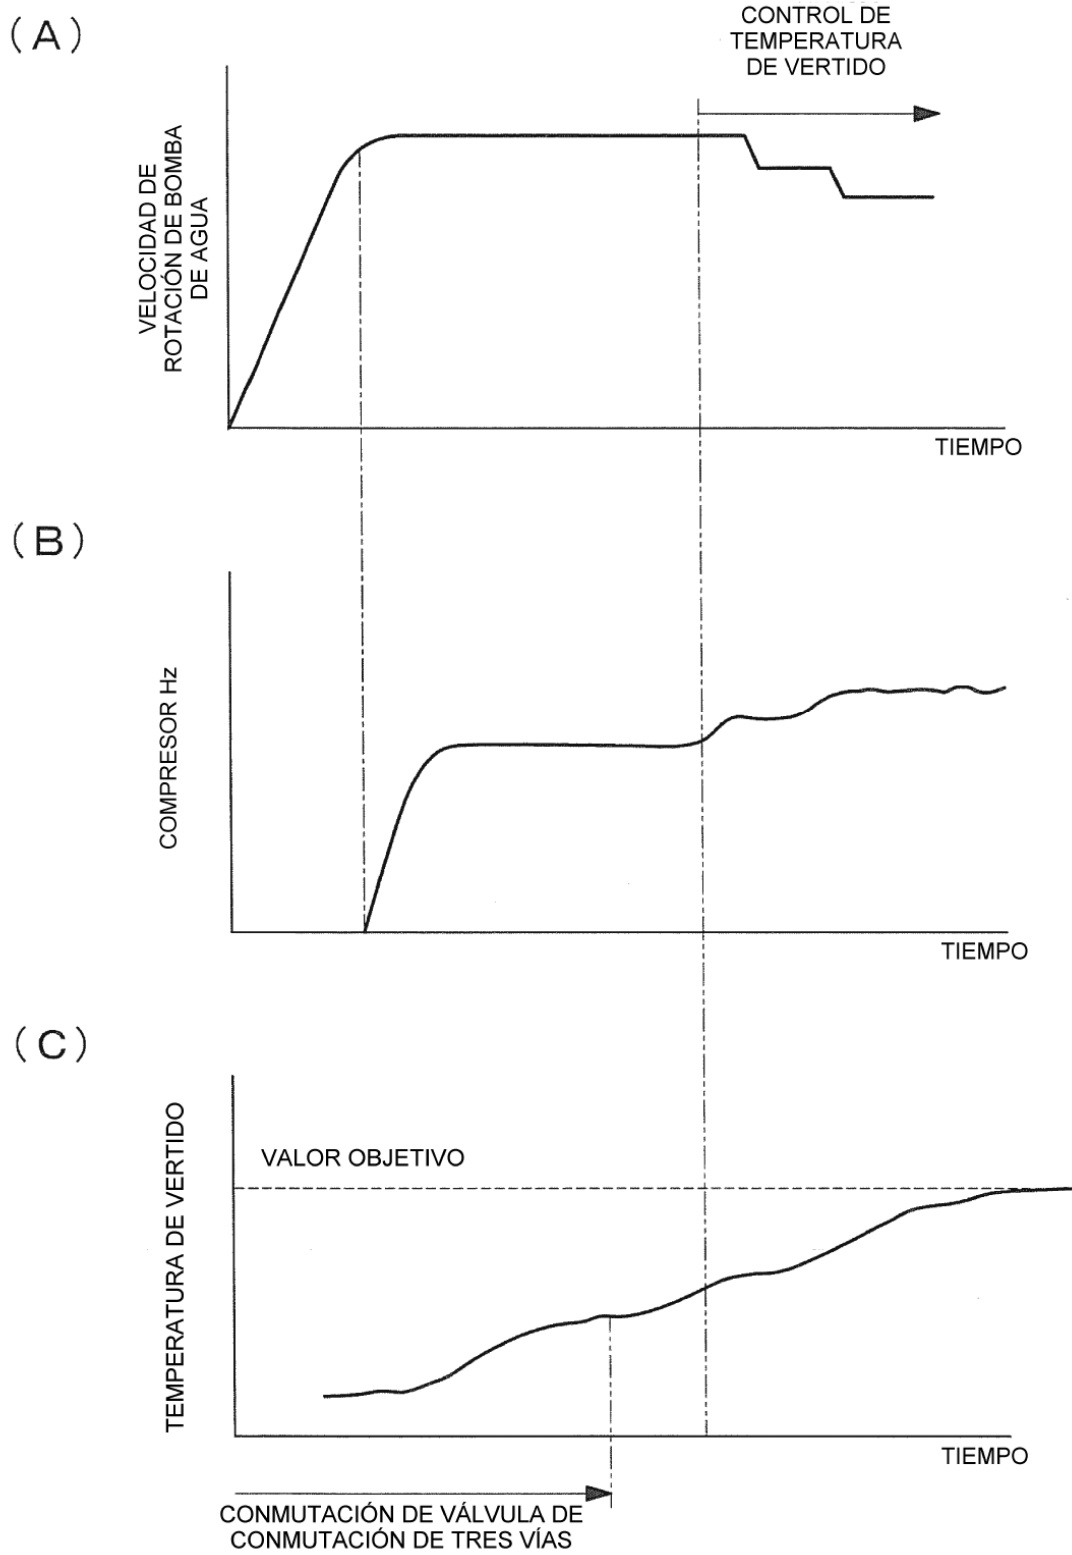 (A)
CONTROL DE
TEMPERATURA
DE VERTIDO
VELOCIDAD DE
ROTACIÓN DE BOMBA
DE AGUA
TIEMPO
(B)
COMPRESOR Hz
TIEMPO
(C)
TEMPERATURA DE VERTIDO
VALOR OBJETIVO
TIEMPO
CONMUTACIÓN DE VÁLVULA DE
CONMUTACIÓN DE TRES VÍAS